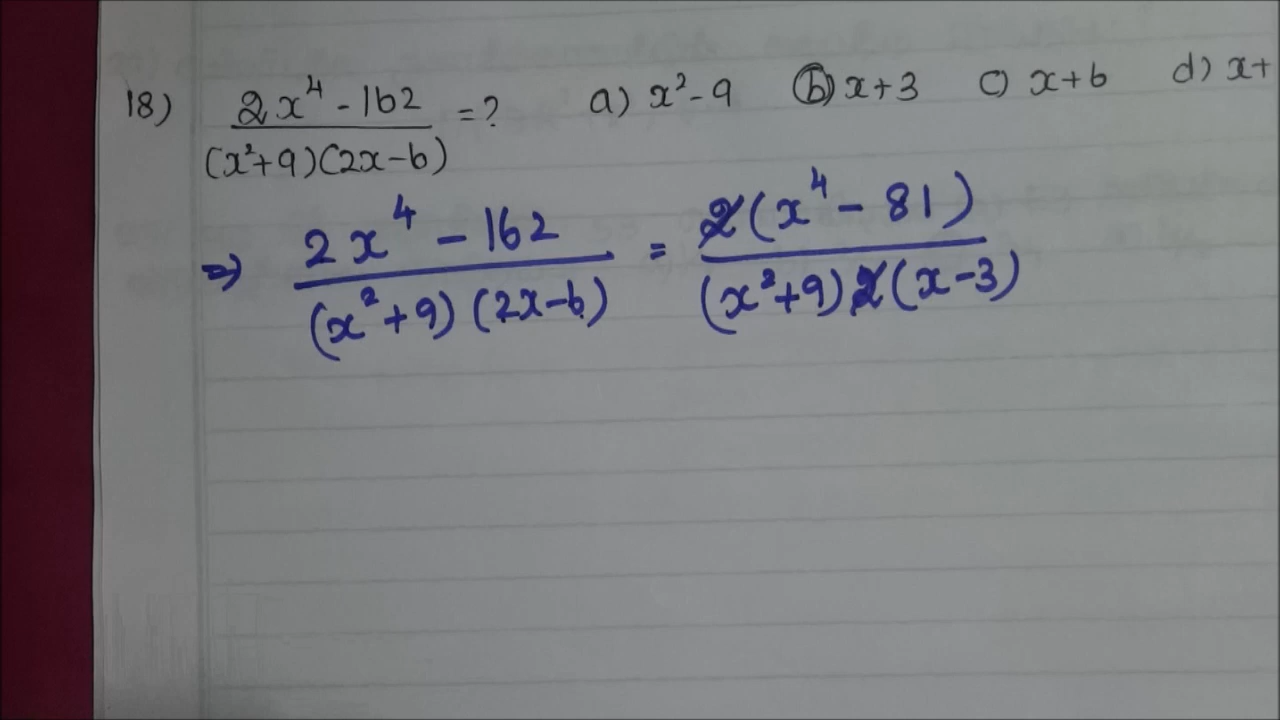 18) 2x⁴ - 162 / (x²+9)(2x-6) = ? a) x²-9 b) x+3 c) x+6 d) x+
⇒ 2x⁴ - 162 / (x²+9) (2x-6) = 2(x⁴ - 81) / (x²+9) 2(x-3)